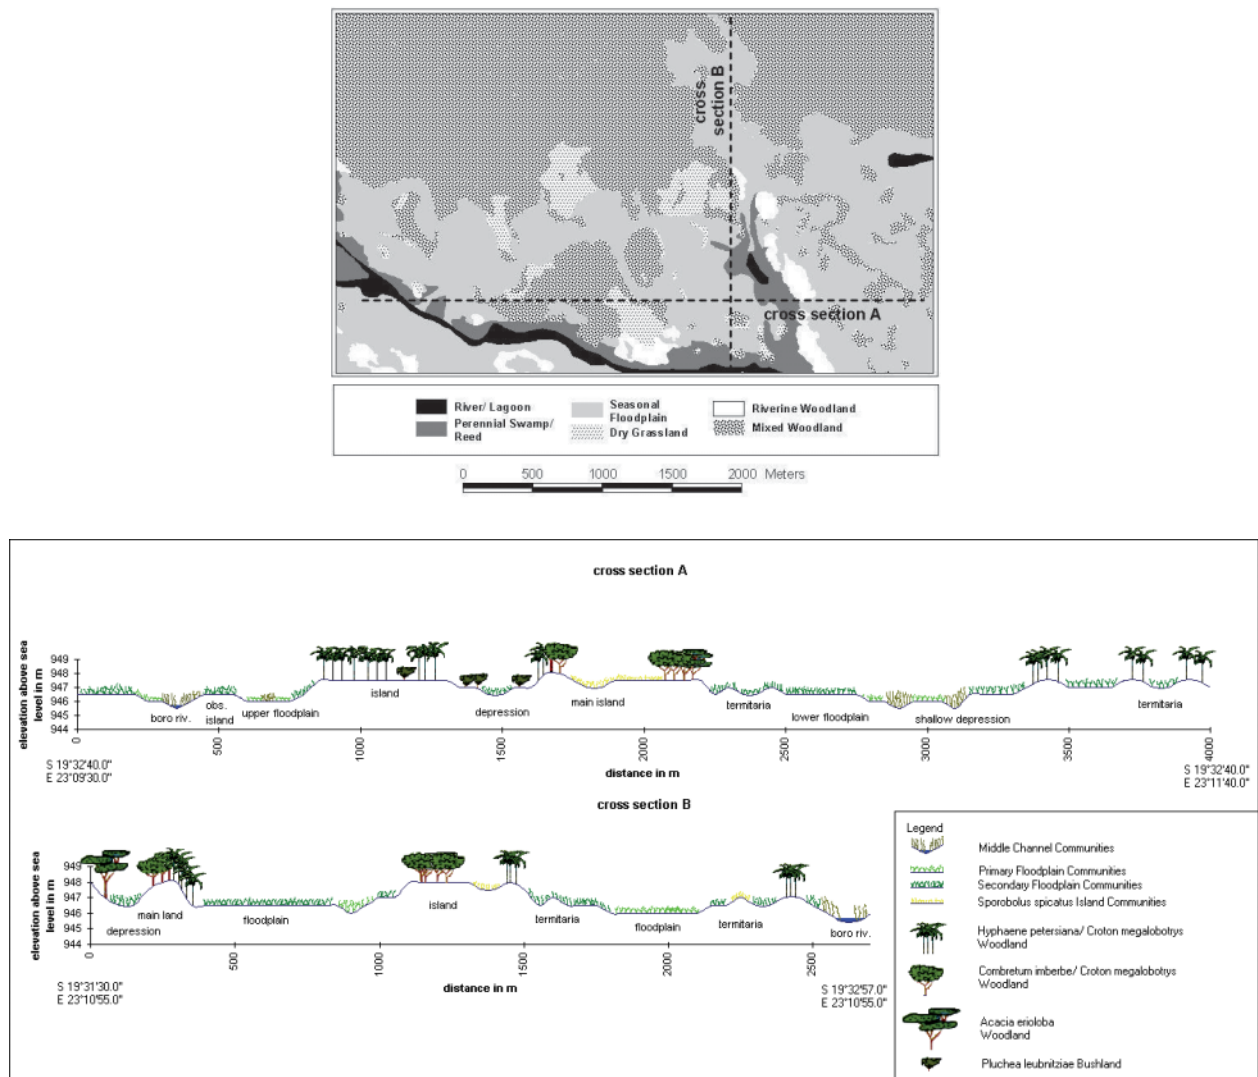 cross
section B
cross section A
River/ Lagoon
Perennial Swamp/
Reed
Seasonal
Floodplain
Dry Grassland
Riverine Woodland
Mixed Woodland
0 500 1000 1500 2000 Meters
cross section A
elevation above sea
level in m
949
948
947
946
945
944
boro riv.
obs.
island
upper floodplain
island
depression
main island
termitaria
lower floodplain
shallow depression
termitaria
0 500 1000 1500 2000 2500 3000 3500 4000
S 19°32'40.0"
E 23°09'30.0"
distance in m
S 19°32'40.0"
E 23°11'40.0"
cross section B
elevation above sea
level in m
949
948
947
946
945
944
depression
main land
floodplain
island
termitaria
floodplain
termitaria
boro riv.
0 500 1000 1500 2000 2500
S 19°31'30.0"
E 23°10'55.0"
distance in m
S 19°32'57.0"
E 23°10'55.0"
Legend
Middle Channel Communities
Primary Floodplain Communities
Secondary Floodplain Communities
Sporobolus spicatus Island Communities
Hyphaene petersiana/ Croton megalobotrys
Woodland
Combretum imberbe/ Croton megalobotrys
Woodland
Acacia erioloba
Woodland
Pluchea leubnitziae Bushland